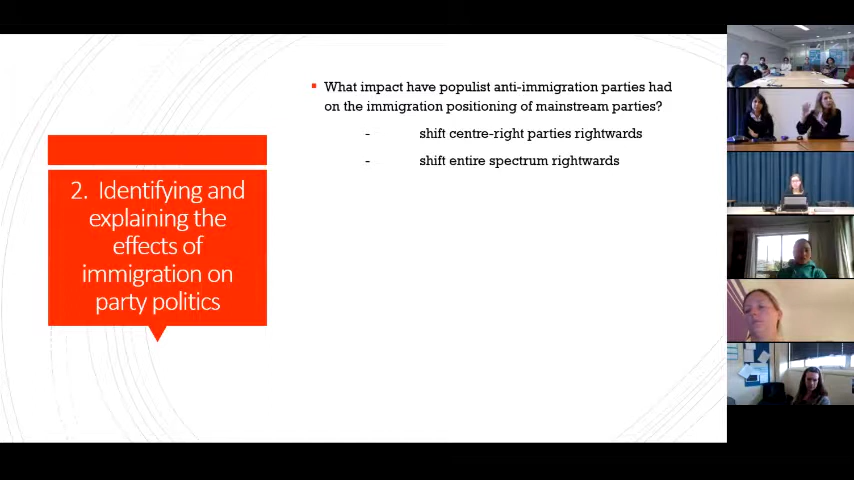 2. Identifying and
explaining the
effects of
immigration on
party politics
▪ What impact have populist anti-immigration parties had
on the immigration positioning of mainstream parties?
- shift centre-right parties rightwards
- shift entire spectrum rightwards